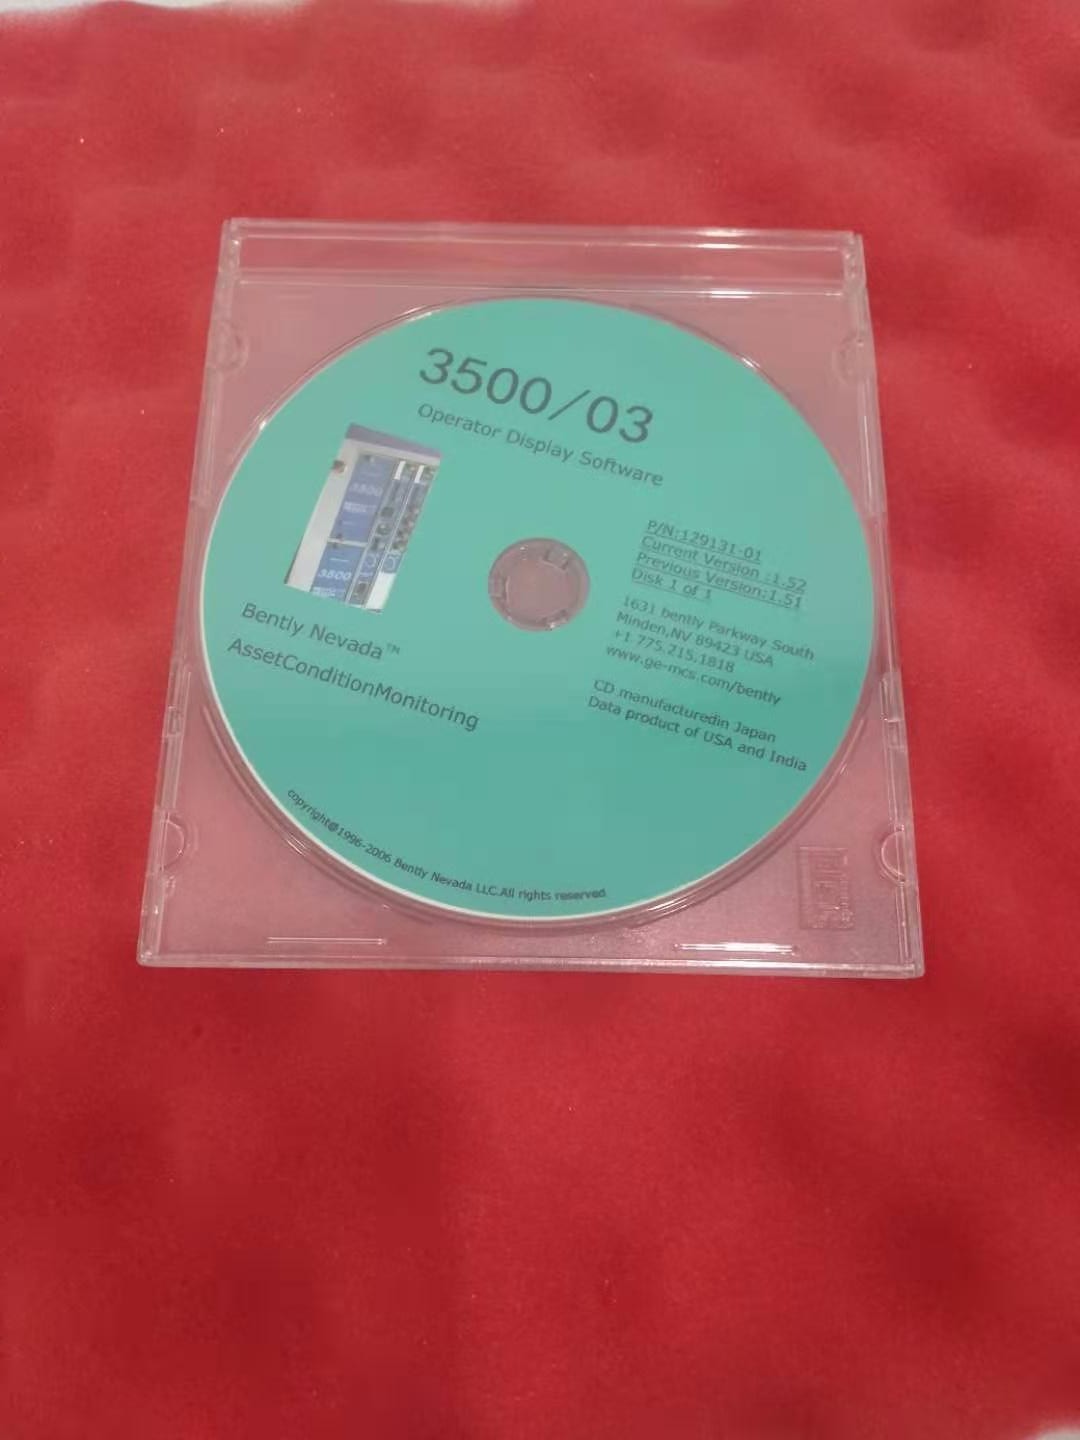 3500/03
Operator Display Software
3500
3500
P/N:129131-01
Current Version :1.52
Previous Version:1.51
Disk 1 of 1
1631 bently Parkway South
Minden,NV 89423 USA
+1 775.215.1818
www.ge-mcs.com/bently
CD manufacturedin Japan
Data product of USA and India
Bently Nevada™
AssetConditionMonitoring
copyright@1996-2006 Bently Nevada LLC.All rights reserved.